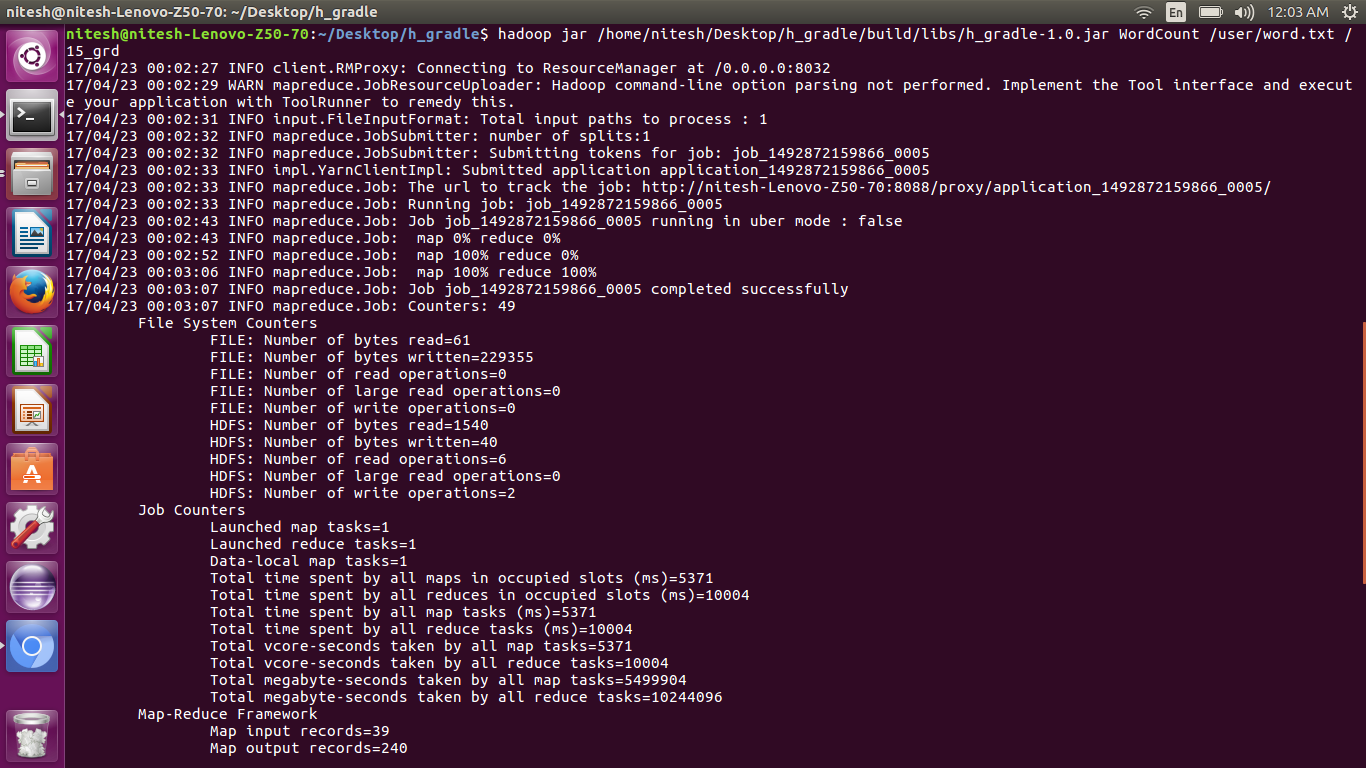 nitesh@nitesh-Lenovo-Z50-70: ~/Desktop/h_gradle
En
12:03 AM
nitesh@nitesh-Lenovo-Z50-70:~/Desktop/h_gradle$ hadoop jar /home/nitesh/Desktop/h_gradle/build/libs/h_gradle-1.0.jar WordCount /user/word.txt /
15_grd
17/04/23 00:02:27 INFO client.RMProxy: Connecting to ResourceManager at /0.0.0.0:8032
17/04/23 00:02:29 WARN mapreduce.JobResourceUploader: Hadoop command-line option parsing not performed. Implement the Tool interface and execut
e your application with ToolRunner to remedy this.
17/04/23 00:02:31 INFO input.FileInputFormat: Total input paths to process : 1
17/04/23 00:02:32 INFO mapreduce.JobSubmitter: number of splits:1
17/04/23 00:02:32 INFO mapreduce.JobSubmitter: Submitting tokens for job: job_1492872159866_0005
17/04/23 00:02:33 INFO impl.YarnClientImpl: Submitted application application_1492872159866_0005
17/04/23 00:02:33 INFO mapreduce.Job: The url to track the job: http://nitesh-Lenovo-Z50-70:8088/proxy/application_1492872159866_0005/
17/04/23 00:02:33 INFO mapreduce.Job: Running job: job_1492872159866_0005
17/04/23 00:02:43 INFO mapreduce.Job: Job job_1492872159866_0005 running in uber mode : false
17/04/23 00:02:43 INFO mapreduce.Job:  map 0% reduce 0%
17/04/23 00:02:52 INFO mapreduce.Job:  map 100% reduce 0%
17/04/23 00:03:06 INFO mapreduce.Job:  map 100% reduce 100%
17/04/23 00:03:07 INFO mapreduce.Job: Job job_1492872159866_0005 completed successfully
17/04/23 00:03:07 INFO mapreduce.Job: Counters: 49
File System Counters
FILE: Number of bytes read=61
FILE: Number of bytes written=229355
FILE: Number of read operations=0
FILE: Number of large read operations=0
FILE: Number of write operations=0
HDFS: Number of bytes read=1540
HDFS: Number of bytes written=40
HDFS: Number of read operations=6
HDFS: Number of large read operations=0
HDFS: Number of write operations=2
Job Counters
Launched map tasks=1
Launched reduce tasks=1
Data-local map tasks=1
Total time spent by all maps in occupied slots (ms)=5371
Total time spent by all reduces in occupied slots (ms)=10004
Total time spent by all map tasks (ms)=5371
Total time spent by all reduce tasks (ms)=10004
Total vcore-seconds taken by all map tasks=5371
Total vcore-seconds taken by all reduce tasks=10004
Total megabyte-seconds taken by all map tasks=5499904
Total megabyte-seconds taken by all reduce tasks=10244096
Map-Reduce Framework
Map input records=39
Map output records=240